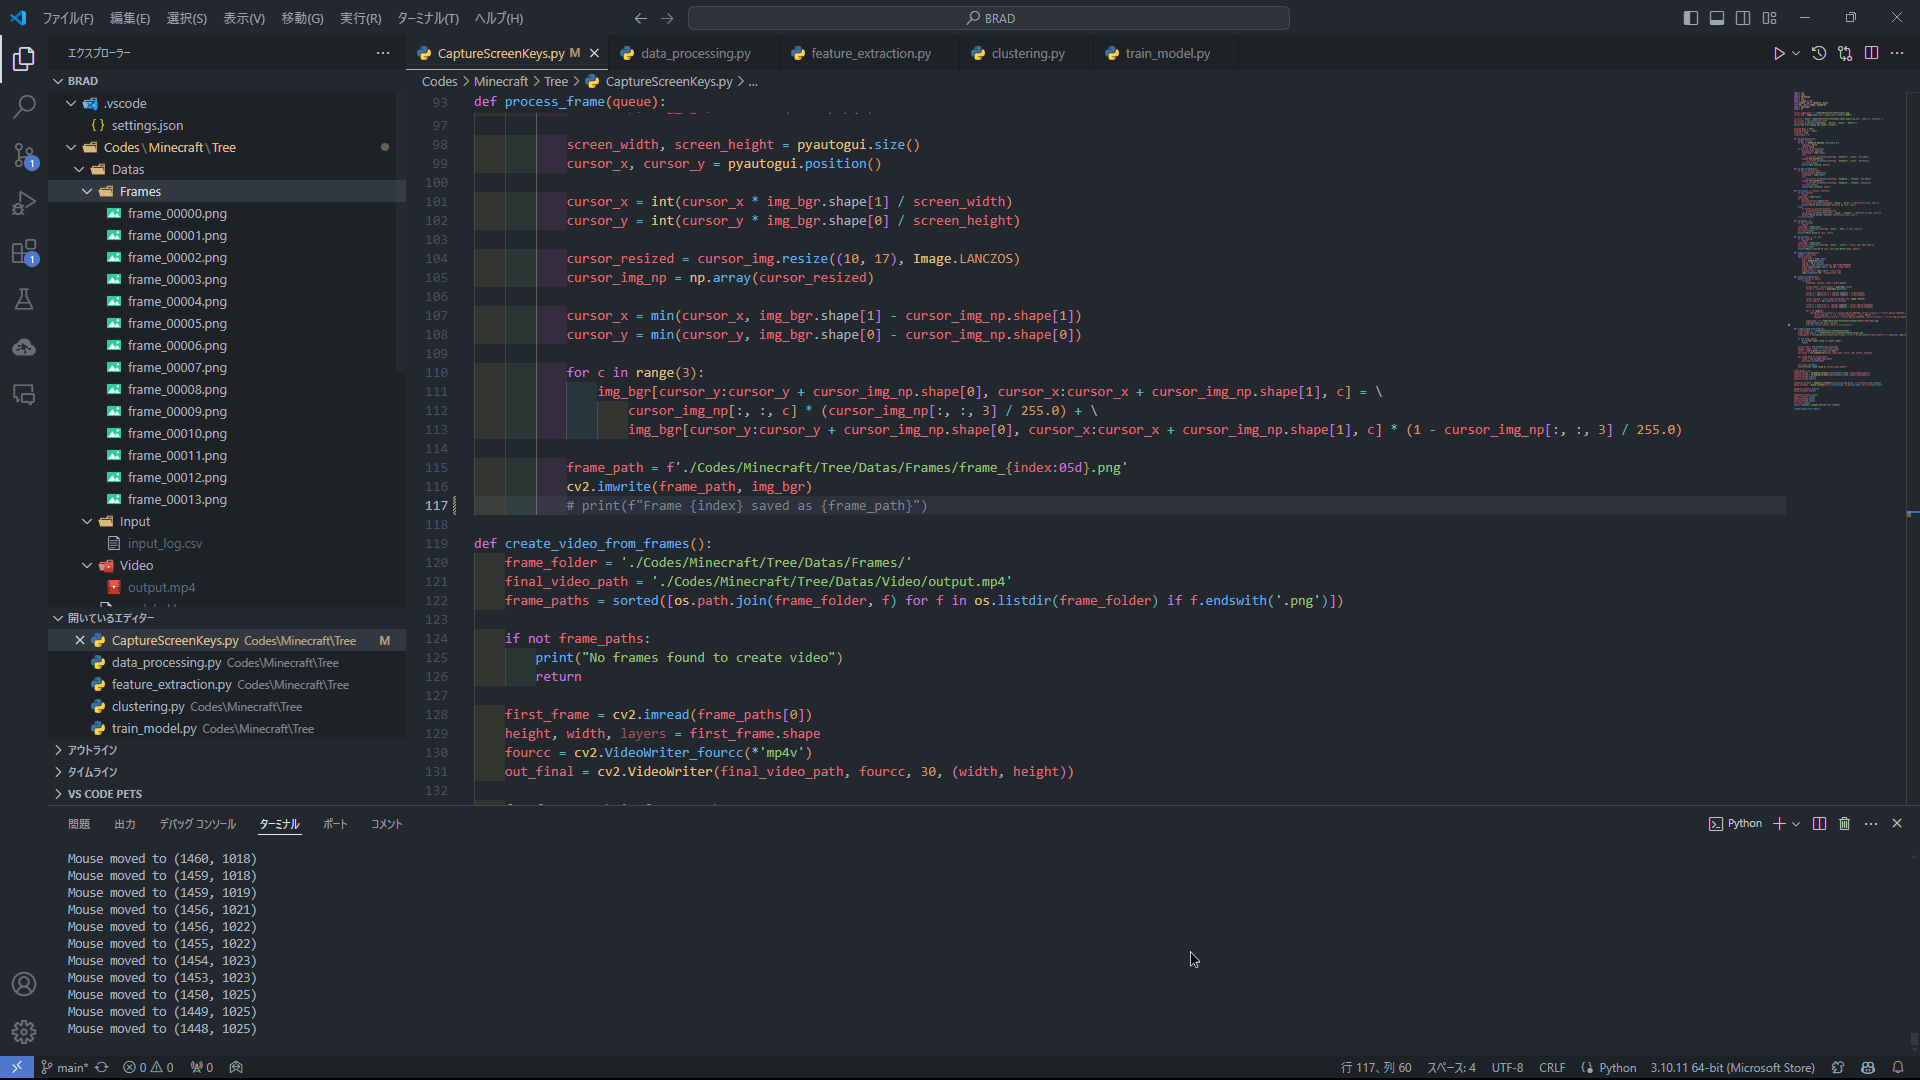 ファイル(F) 編集(E) 選択(S) 表示(V) 移動(G) 実行(R) ターミナル(T) ヘルプ(H)
BRAD
エクスプローラー
BRAD
.vscode
{ } settings.json
Codes\Minecraft\Tree
Datas
Frames
frame_00000.png
frame_00001.png
frame_00002.png
frame_00003.png
frame_00004.png
frame_00005.png
frame_00006.png
frame_00007.png
frame_00008.png
frame_00009.png
frame_00010.png
frame_00011.png
frame_00012.png
frame_00013.png
Input
input_log.csv
Video
output.mp4
開いているエディター
CaptureScreenKeys.py Codes\Minecraft\Tree M
data_processing.py Codes\Minecraft\Tree
feature_extraction.py Codes\Minecraft\Tree
clustering.py Codes\Minecraft\Tree
train_model.py Codes\Minecraft\Tree
アウトライン
タイムライン
VS CODE PETS
1
1
CaptureScreenKeys.py M data_processing.py feature_extraction.py clustering.py train_model.py
Codes > Minecraft > Tree > CaptureScreenKeys.py > ...
93 def process_frame(queue):
97
98 screen_width, screen_height = pyautogui.size()
99 cursor_x, cursor_y = pyautogui.position()
100
101 cursor_x = int(cursor_x * img_bgr.shape[1] / screen_width)
102 cursor_y = int(cursor_y * img_bgr.shape[0] / screen_height)
103
104 cursor_resized = cursor_img.resize((10, 17), Image.LANCZOS)
105 cursor_img_np = np.array(cursor_resized)
106
107 cursor_x = min(cursor_x, img_bgr.shape[1] - cursor_img_np.shape[1])
108 cursor_y = min(cursor_y, img_bgr.shape[0] - cursor_img_np.shape[0])
109
110 for c in range(3):
111 img_bgr[cursor_y:cursor_y + cursor_img_np.shape[0], cursor_x:cursor_x + cursor_img_np.shape[1], c] = \
112 cursor_img_np[:, :, c] * (cursor_img_np[:, :, 3] / 255.0) + \
113 img_bgr[cursor_y:cursor_y + cursor_img_np.shape[0], cursor_x:cursor_x + cursor_img_np.shape[1], c] * (1 - cursor_img_np[:, :, 3] / 255.0)
114
115 frame_path = f'./Codes/Minecraft/Tree/Datas/Frames/frame_{index:05d}.png'
116 cv2.imwrite(frame_path, img_bgr)
117 # print(f"Frame {index} saved as {frame_path}")
118
119 def create_video_from_frames():
120 frame_folder = './Codes/Minecraft/Tree/Datas/Frames/'
121 final_video_path = './Codes/Minecraft/Tree/Datas/Video/output.mp4'
122 frame_paths = sorted([os.path.join(frame_folder, f) for f in os.listdir(frame_folder) if f.endswith('.png')])
123
124 if not frame_paths:
125 print("No frames found to create video")
126 return
127
128 first_frame = cv2.imread(frame_paths[0])
129 height, width, layers = first_frame.shape
130 fourcc = cv2.VideoWriter_fourcc(*'mp4v')
131 out_final = cv2.VideoWriter(final_video_path, fourcc, 30, (width, height))
132
問題 出力 デバッグ コンソール ターミナル ポート コメント
Python
Mouse moved to (1460, 1018)
Mouse moved to (1459, 1018)
Mouse moved to (1459, 1019)
Mouse moved to (1456, 1021)
Mouse moved to (1456, 1022)
Mouse moved to (1455, 1022)
Mouse moved to (1454, 1023)
Mouse moved to (1453, 1023)
Mouse moved to (1450, 1025)
Mouse moved to (1449, 1025)
Mouse moved to (1448, 1025)
main* 0 0 0
行 117、列 60 スペース: 4 UTF-8 CRLF Python 3.10.11 64-bit (Microsoft Store)